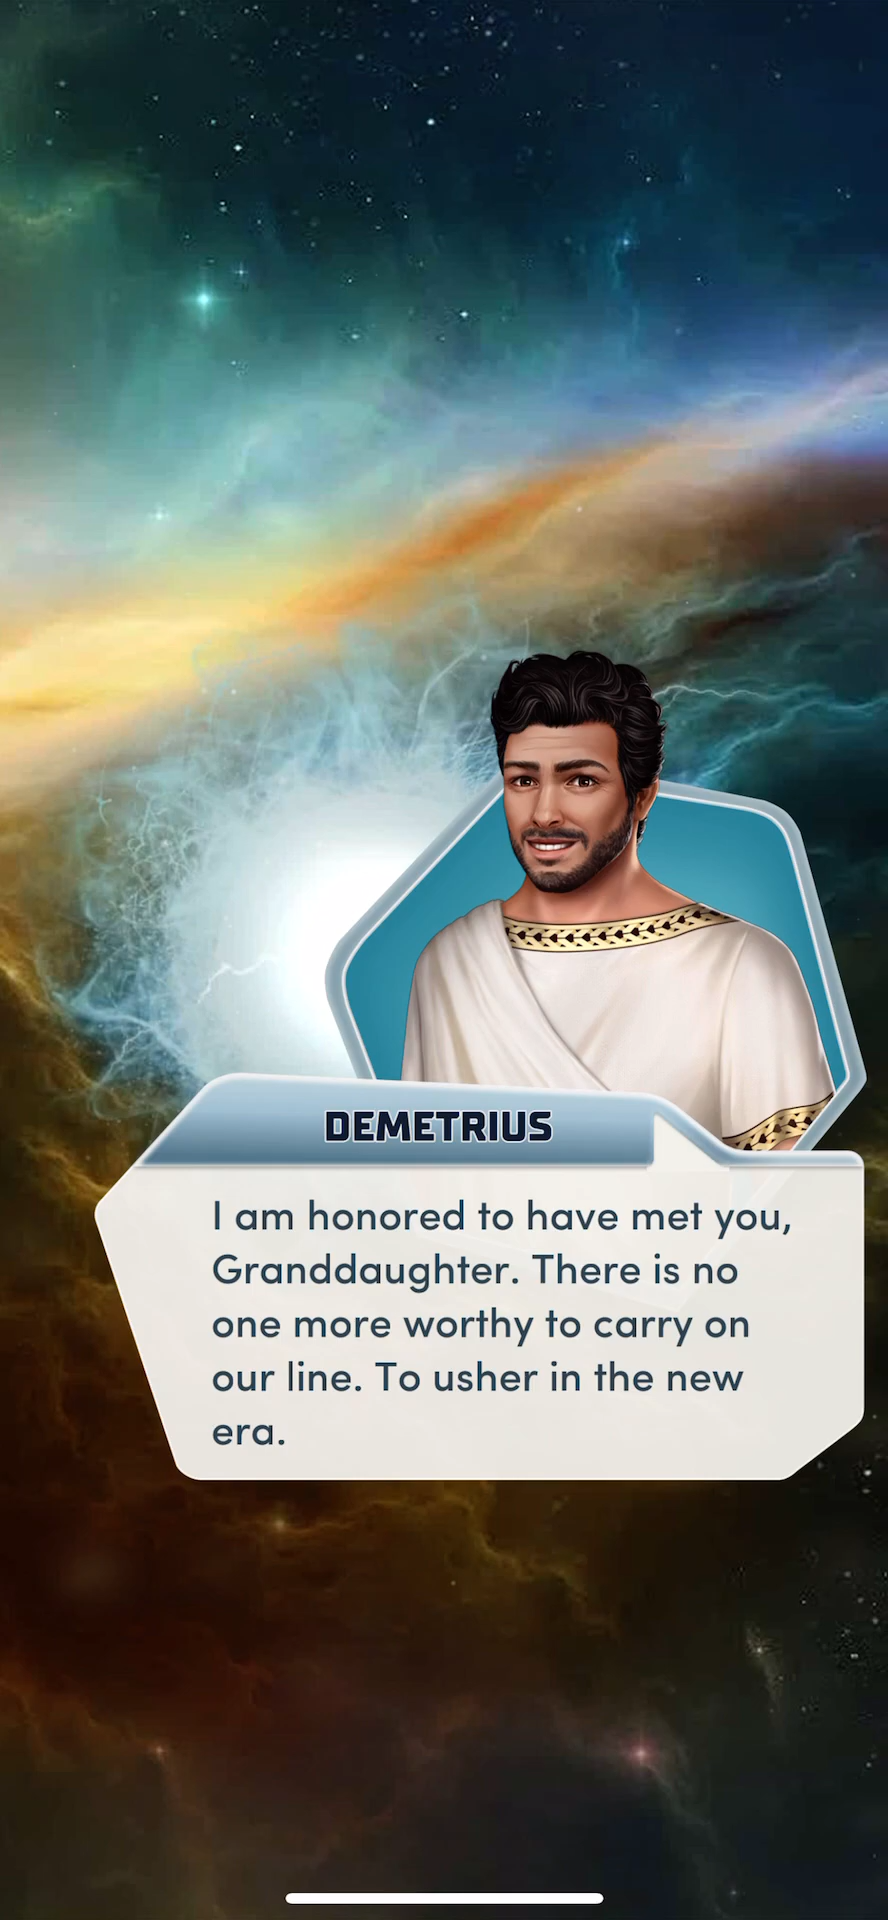 DEMETRIUS
I am honored to have met you,
Granddaughter. There is no
one more worthy to carry on
our line. To usher in the new
era.